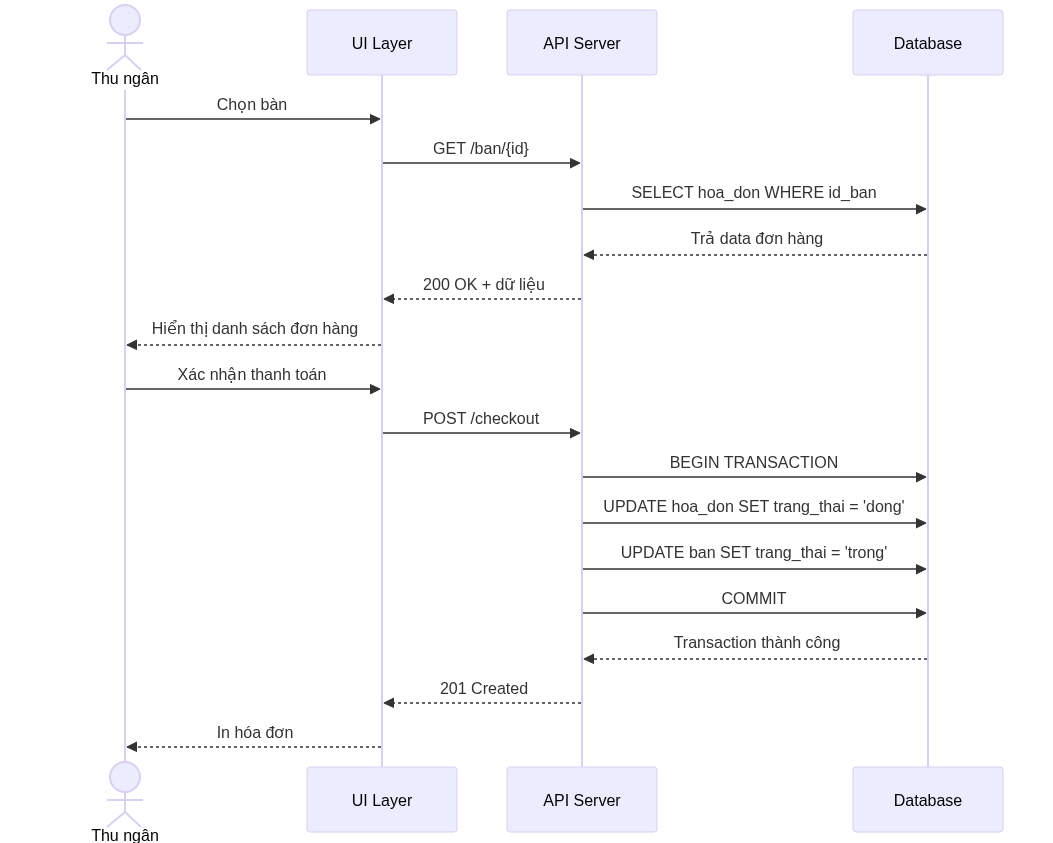 UI Layer
API Server
Database
Thu ngân
Chọn bàn
GET /ban/{id}
SELECT hoa_don WHERE id_ban
Trả data đơn hàng
200 OK + dữ liệu
Hiển thị danh sách đơn hàng
Xác nhận thanh toán
POST /checkout
BEGIN TRANSACTION
UPDATE hoa_don SET trang_thai = 'dong'
UPDATE ban SET trang_thai = 'trong'
COMMIT
Transaction thành công
201 Created
In hóa đơn
UI Layer
API Server
Database
Thu ngân